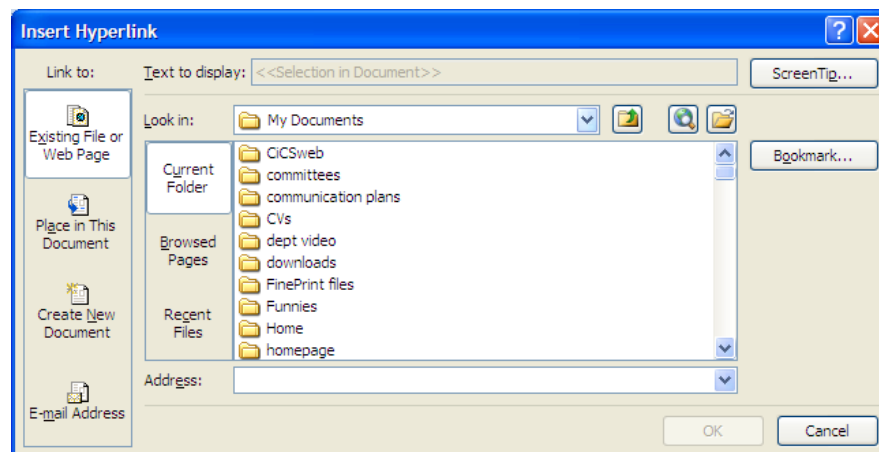 Insert Hyperlink
Link to:
Text to display: <<Selection in Document>>
ScreenTip...
Existing File or
Web Page
Place in This
Document
Create New
Document
E-mail Address
Look in:
My Documents
Current
Folder
Browsed
Pages
Recent
Files
CiCSweb
committees
communication plans
CVs
dept video
downloads
FinePrint files
Funnies
Home
homepage
Bookmark...
Address:
OK
Cancel